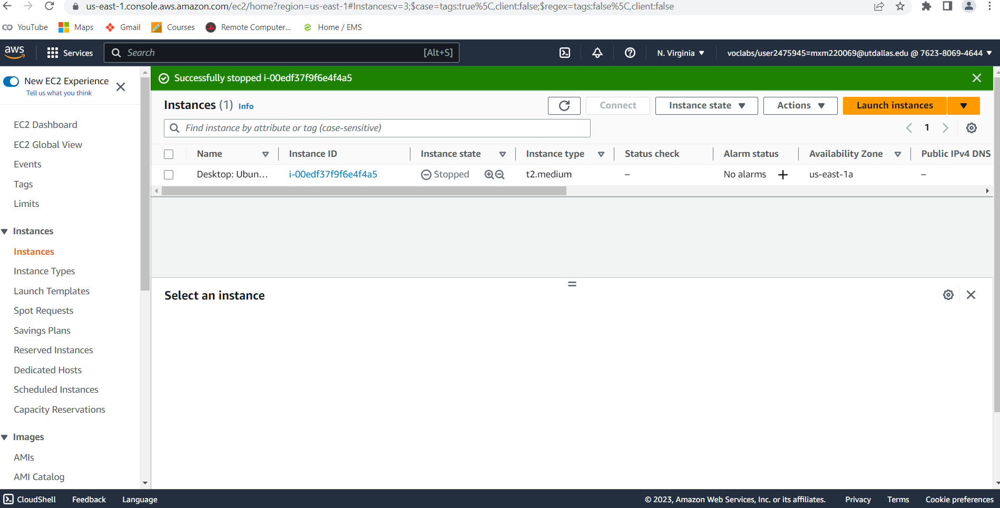 us-east-1.console.aws.amazon.com/ec2/home?region=us-east-1#Instances:v=3;$case=tags:true%5C,client:false;$regex=tags:false%5C,client:false
YouTube Maps Gmail Courses Remote Computer... Home / EMS
aws Services Search [Alt+S] N. Virginia ▼ voclabs/user2475945=mxm220069@utdallas.edu @ 7623-8069-4644 ▼
New EC2 Experience
Tell us what you think
EC2 Dashboard
EC2 Global View
Events
Tags
Limits
Instances
Instances
Instance Types
Launch Templates
Spot Requests
Savings Plans
Reserved Instances
Dedicated Hosts
Scheduled Instances
Capacity Reservations
Images
AMIs
AMI Catalog
Successfully stopped i-00edf37f9f6e4f4a5
Instances (1) Info
Connect Instance state ▼ Actions ▼ Launch instances ▼
Find instance by attribute or tag (case-sensitive)
1
Name Instance ID Instance state Instance type Status check Alarm status Availability Zone Public IPv4 DNS
Desktop: Ubun... i-00edf37f9f6e4f4a5 Stopped t2.medium – No alarms + us-east-1a –
Select an instance
CloudShell Feedback Language © 2023, Amazon Web Services, Inc. or its affiliates. Privacy Terms Cookie preferences